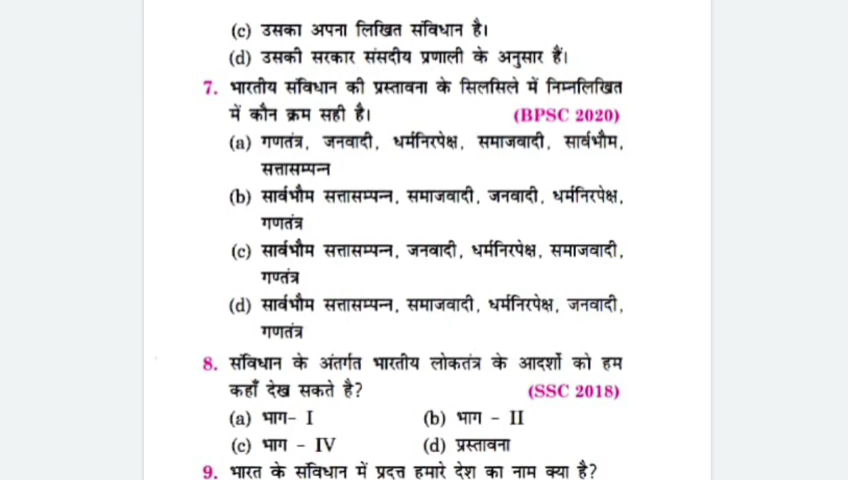 (c) उसका अपना लिखित संविधान है।
(d) उसकी सरकार संसदीय प्रणाली के अनुसार हैं।
7. भारतीय संविधान की प्रस्तावना के सिलसिले में निम्नलिखित
में कौन क्रम सही है। (BPSC 2020)
(a) गणतंत्र, जनवादी, धर्मनिरपेक्ष, समाजवादी, सार्वभौम,
सत्तासम्पन्न
(b) सार्वभौम सत्तासम्पन्न, समाजवादी, जनवादी, धर्मनिरपेक्ष,
गणतंत्र
(c) सार्वभौम सत्तासम्पन्न, जनवादी, धर्मनिरपेक्ष, समाजवादी,
गण्तंत्र
(d) सार्वभौम सत्तासम्पन्न, समाजवादी, धर्मनिरपेक्ष, जनवादी,
गणतंत्र
8. संविधान के अंतर्गत भारतीय लोकतंत्र के आदर्शों को हम
कहाँ देख सकते है? (SSC 2018)
(a) भाग- I (b) भाग - II
(c) भाग - IV (d) प्रस्तावना
9. भारत के संविधान में प्रदत्त हमारे देश का नाम क्या है?